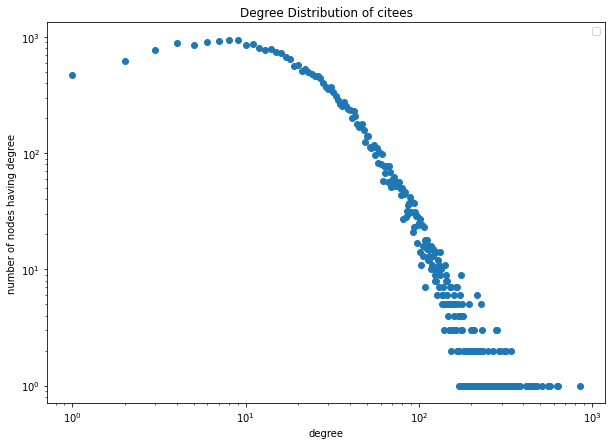 Degree Distribution of citees
number of nodes having degree
10³
10²
10¹
10⁰
10⁰
10¹
10²
10³
degree